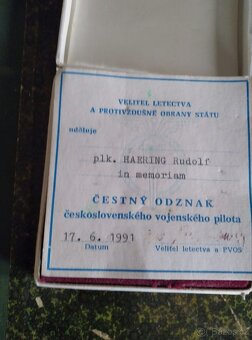 VELITEL LETECTVA
A PROTIVZDUŠNÉ OBRANY STÁTU
uděluje
plk. HAERING Rudolf
in memoriam
ČESTNÝ ODZNAK
československého vojenského pilota
17. 6. 1991
Datum Velitel letectva a PVOS